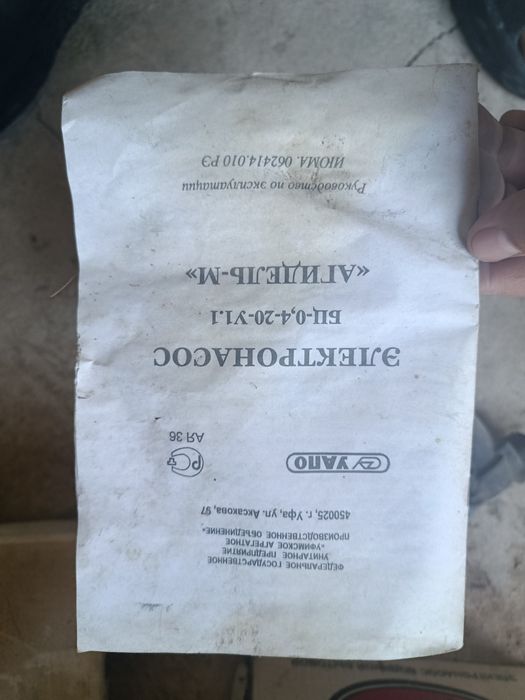 ФЕДЕРАЛЬНОЕ ГОСУДАРСТВЕННОЕ
УНИТАРНОЕ ПРЕДПРИЯТИЕ
«УФИМСКОЕ АГРЕГАТНОЕ
ПРОИЗВОДСТВЕННОЕ ОБЪЕДИНЕНИЕ»
450025, г. Уфа, ул. Аксакова, 97
УАПО
РС
АЯ 36
ЭЛЕКТРОНАСОС
БЦ-0,4-20-У1.1
«АГИДЕЛЬ-М»
Руководство по эксплуатации
ИЮМА. 062414.010 РЭ